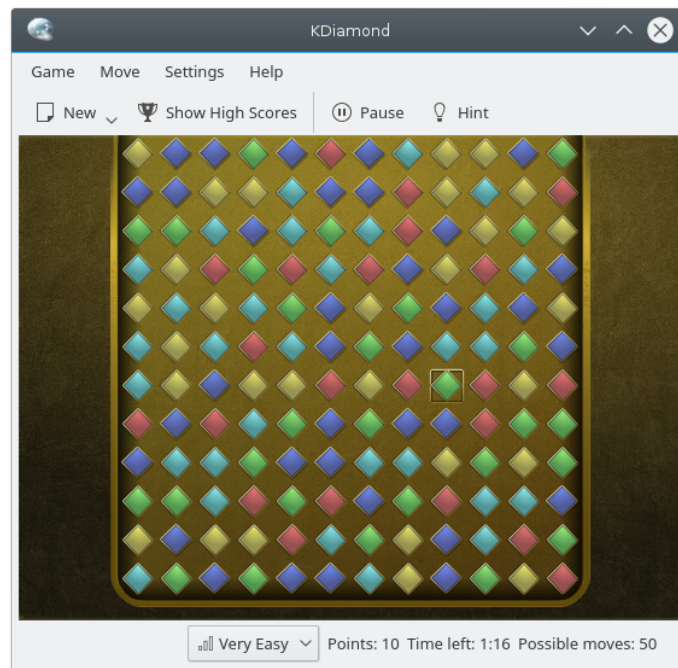 KDiamond
Game Move Settings Help
New Show High Scores Pause Hint
Very Easy Points: 10 Time left: 1:16 Possible moves: 50